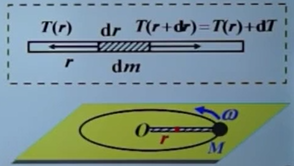 T(r) dr T(r+dr)=T(r)+dT
r
dm
ω
O
r
M